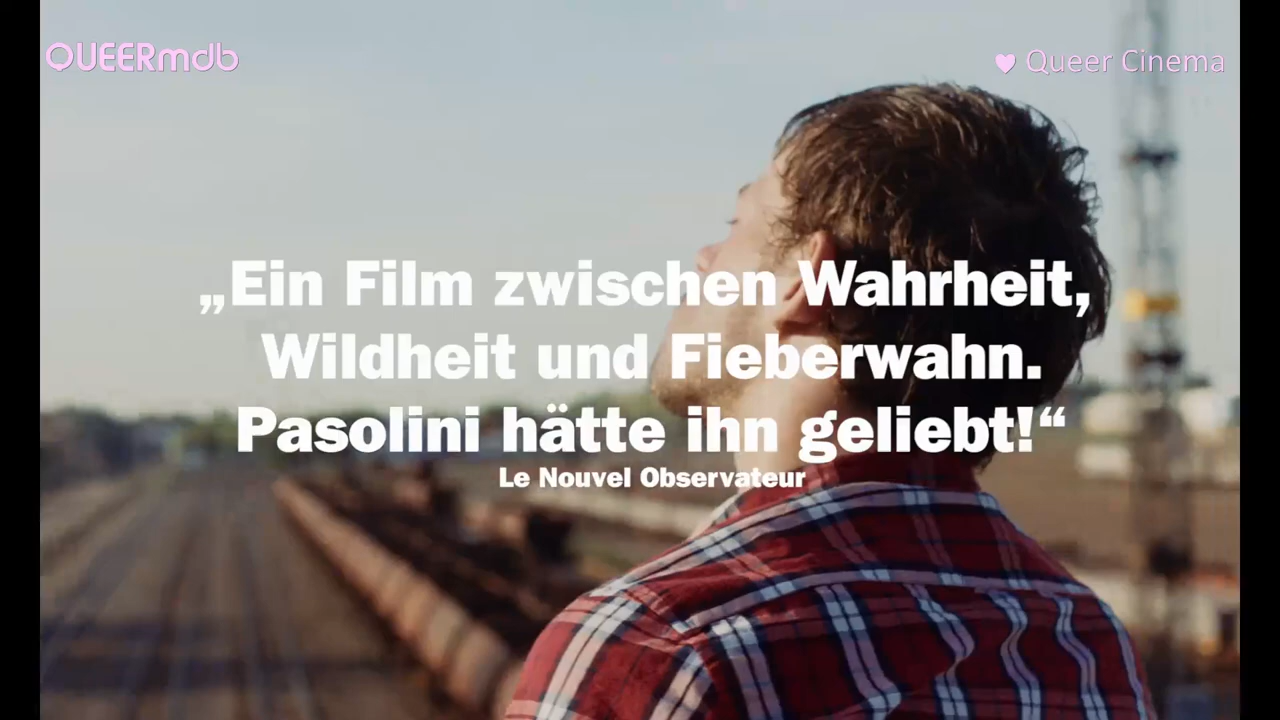 QUEERmdb
♥ Queer Cinema
„Ein Film zwischen Wahrheit,
Wildheit und Fieberwahn.
Pasolini hätte ihn geliebt!“
Le Nouvel Observateur